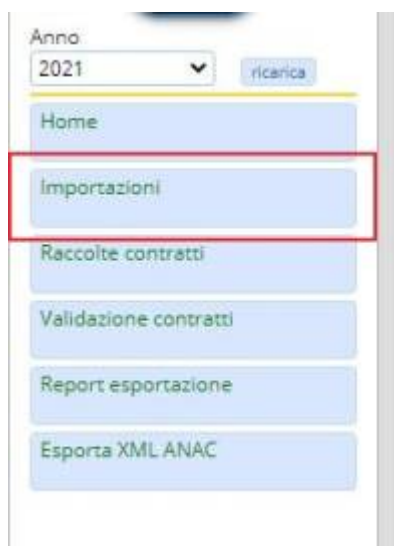 Anno
2021
ricarica
Home
Importazioni
Raccolte contratti
Validazione contratti
Report esportazione
Esporta XML ANAC